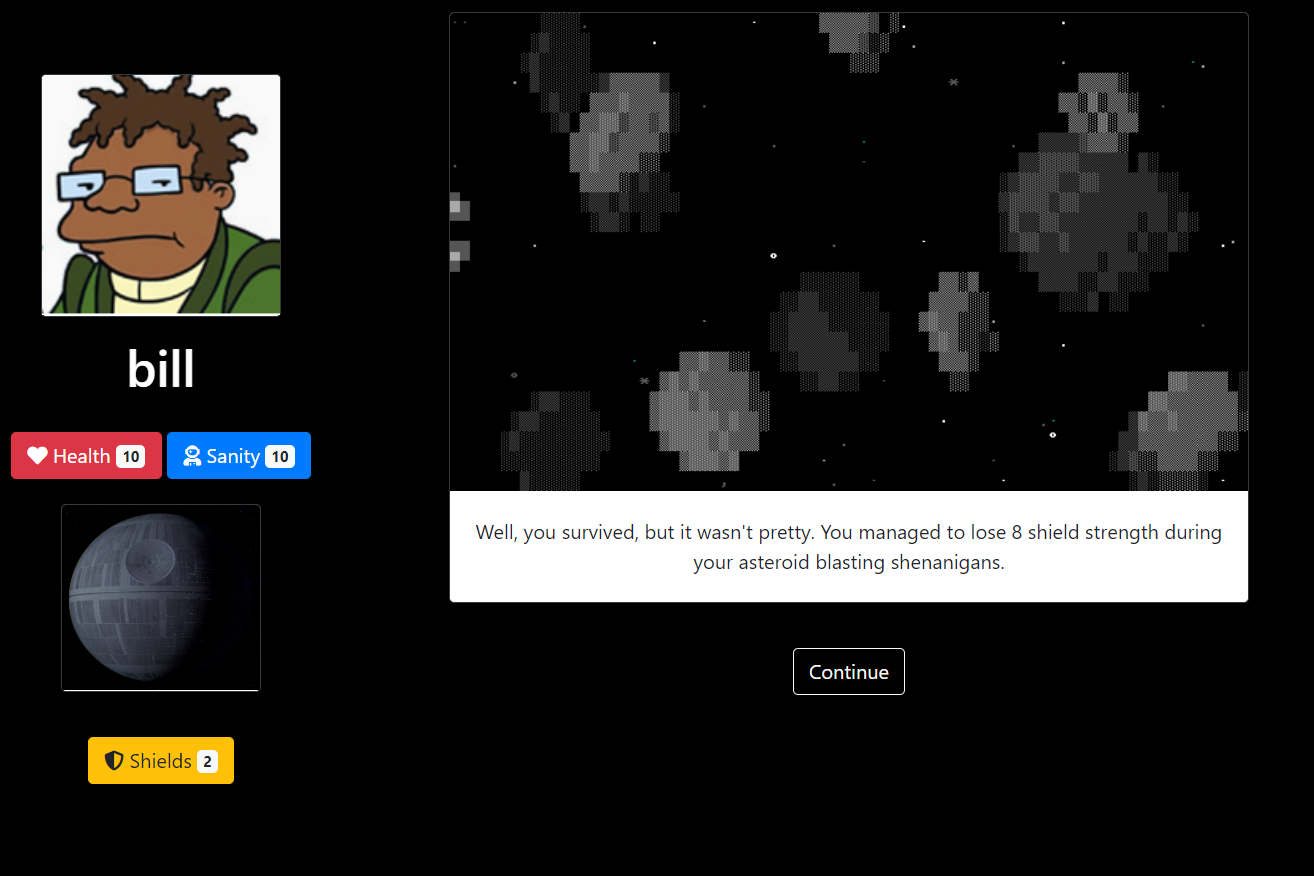 bill
Health 10
Sanity 10
Shields 2
Well, you survived, but it wasn't pretty. You managed to lose 8 shield strength during
your asteroid blasting shenanigans.
Continue